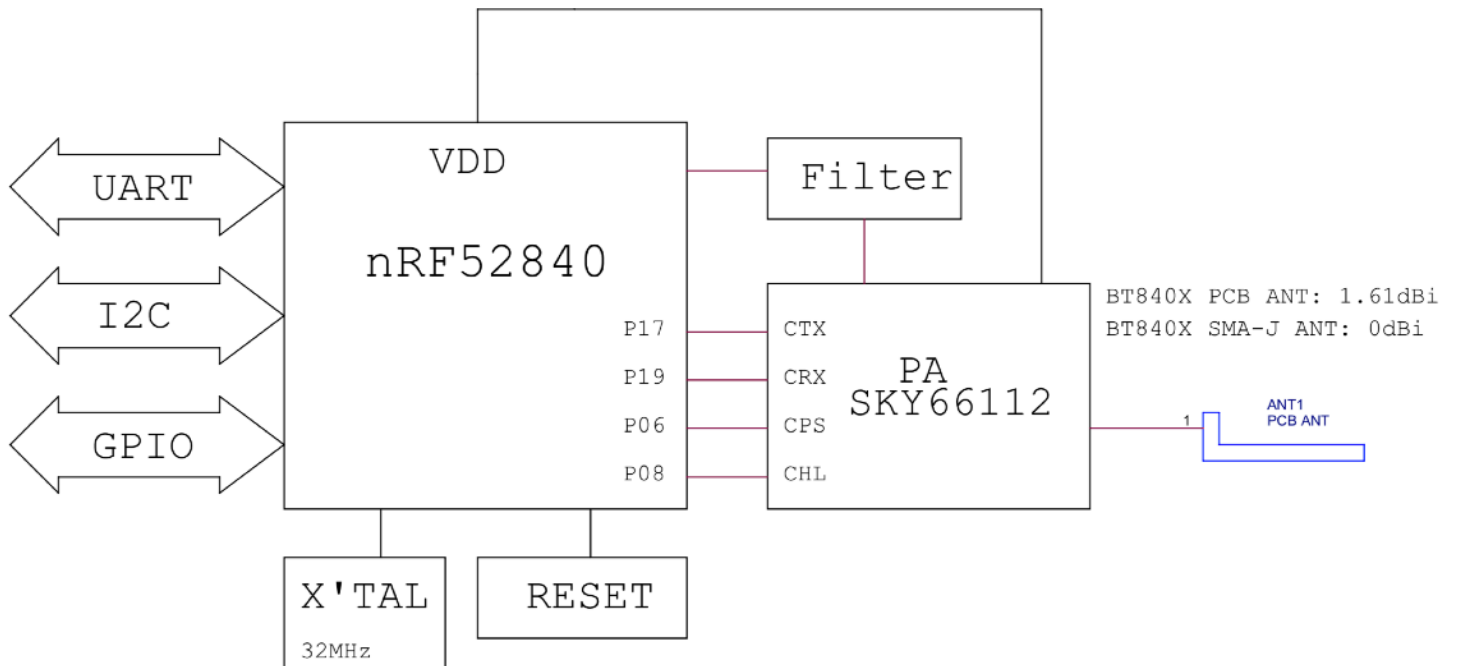 VDD
nRF52840
UART
I2C
GPIO
P17
P19
P06
P08
Filter
CTX
CRX
CPS
CHL
PA
SKY66112
BT840X PCB ANT: 1.61dBi
BT840X SMA-J ANT: 0dBi
1
ANT1
PCB ANT
X'TAL
32MHz
RESET